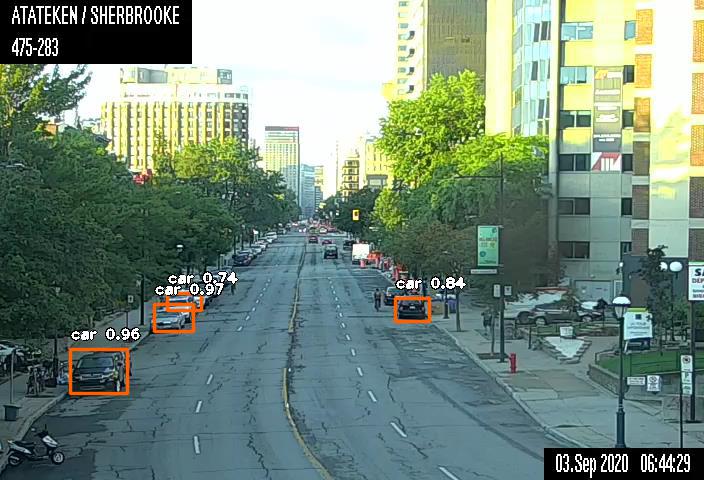 ATATEKEN / SHERBROOKE
475-283
car 0.74
car 0.97
car 0.84
car 0.96
03.Sep 2020 06:44:29